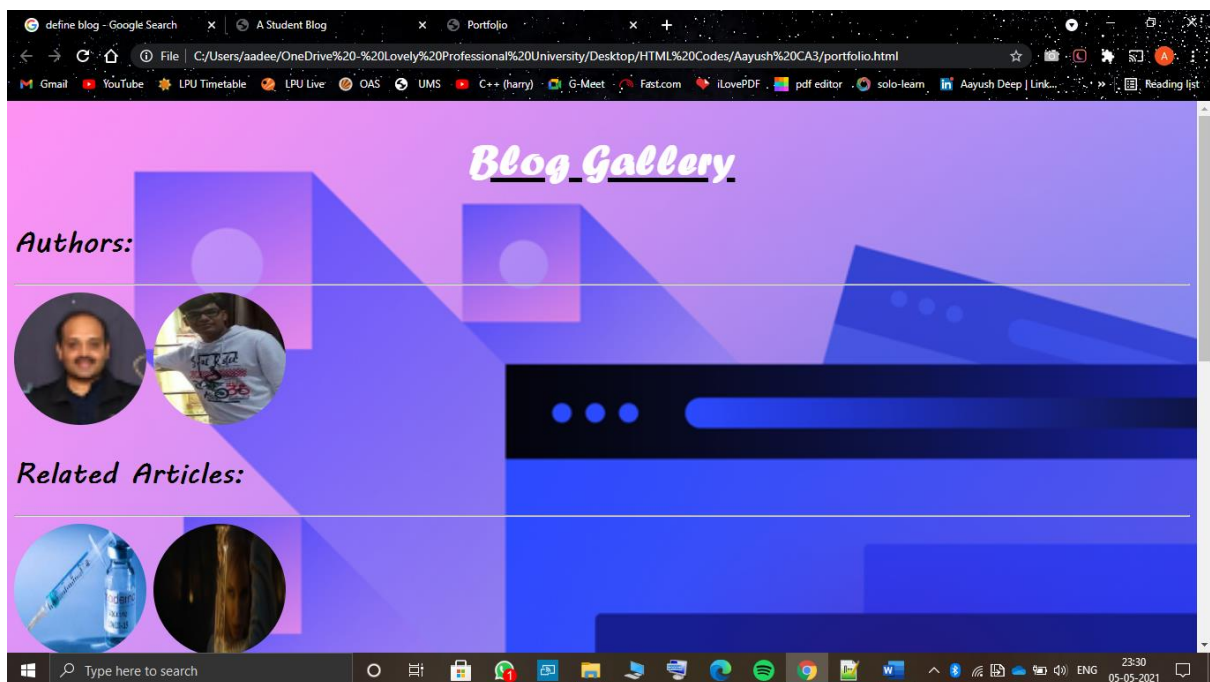 define blog - Google Search
A Student Blog
Portfolio
File | C:/Users/aadee/OneDrive%20-%20Lovely%20Professional%20University/Desktop/HTML%20Codes/Aayush%20CA3/portfolio.html
A
Gmail YouTube LPU Timetable LPU Live OAS UMS C++ (harry) G-Meet Fast.com iLovePDF pdf editor solo-learn Aayush Deep | Link... » Reading list
Blog Gallery
Authors:
Related Articles:
Type here to search
ENG
23:30
05-05-2021